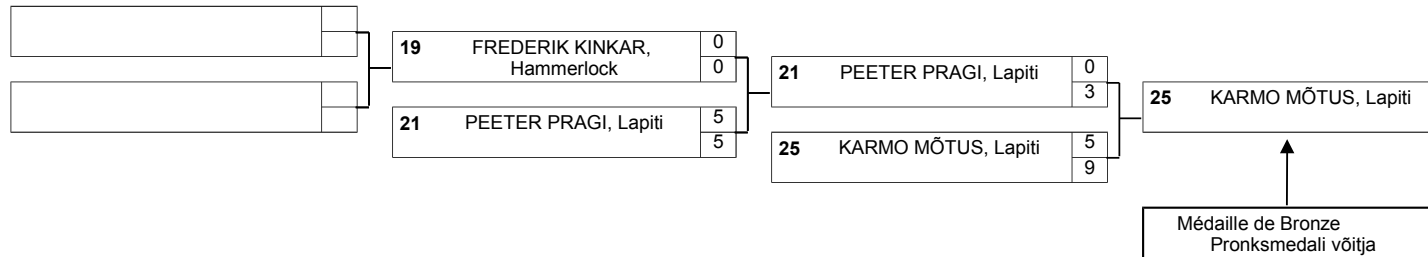 19 FREDERIK KINKAR, 0
Hammerlock 0
21 PEETER PRAGI, Lapiti 5
5
21 PEETER PRAGI, Lapiti 0
3
25 KARMO MÕTUS, Lapiti 5
9
25 KARMO MÕTUS, Lapiti
Médaille de Bronze
Pronksmedali võitja